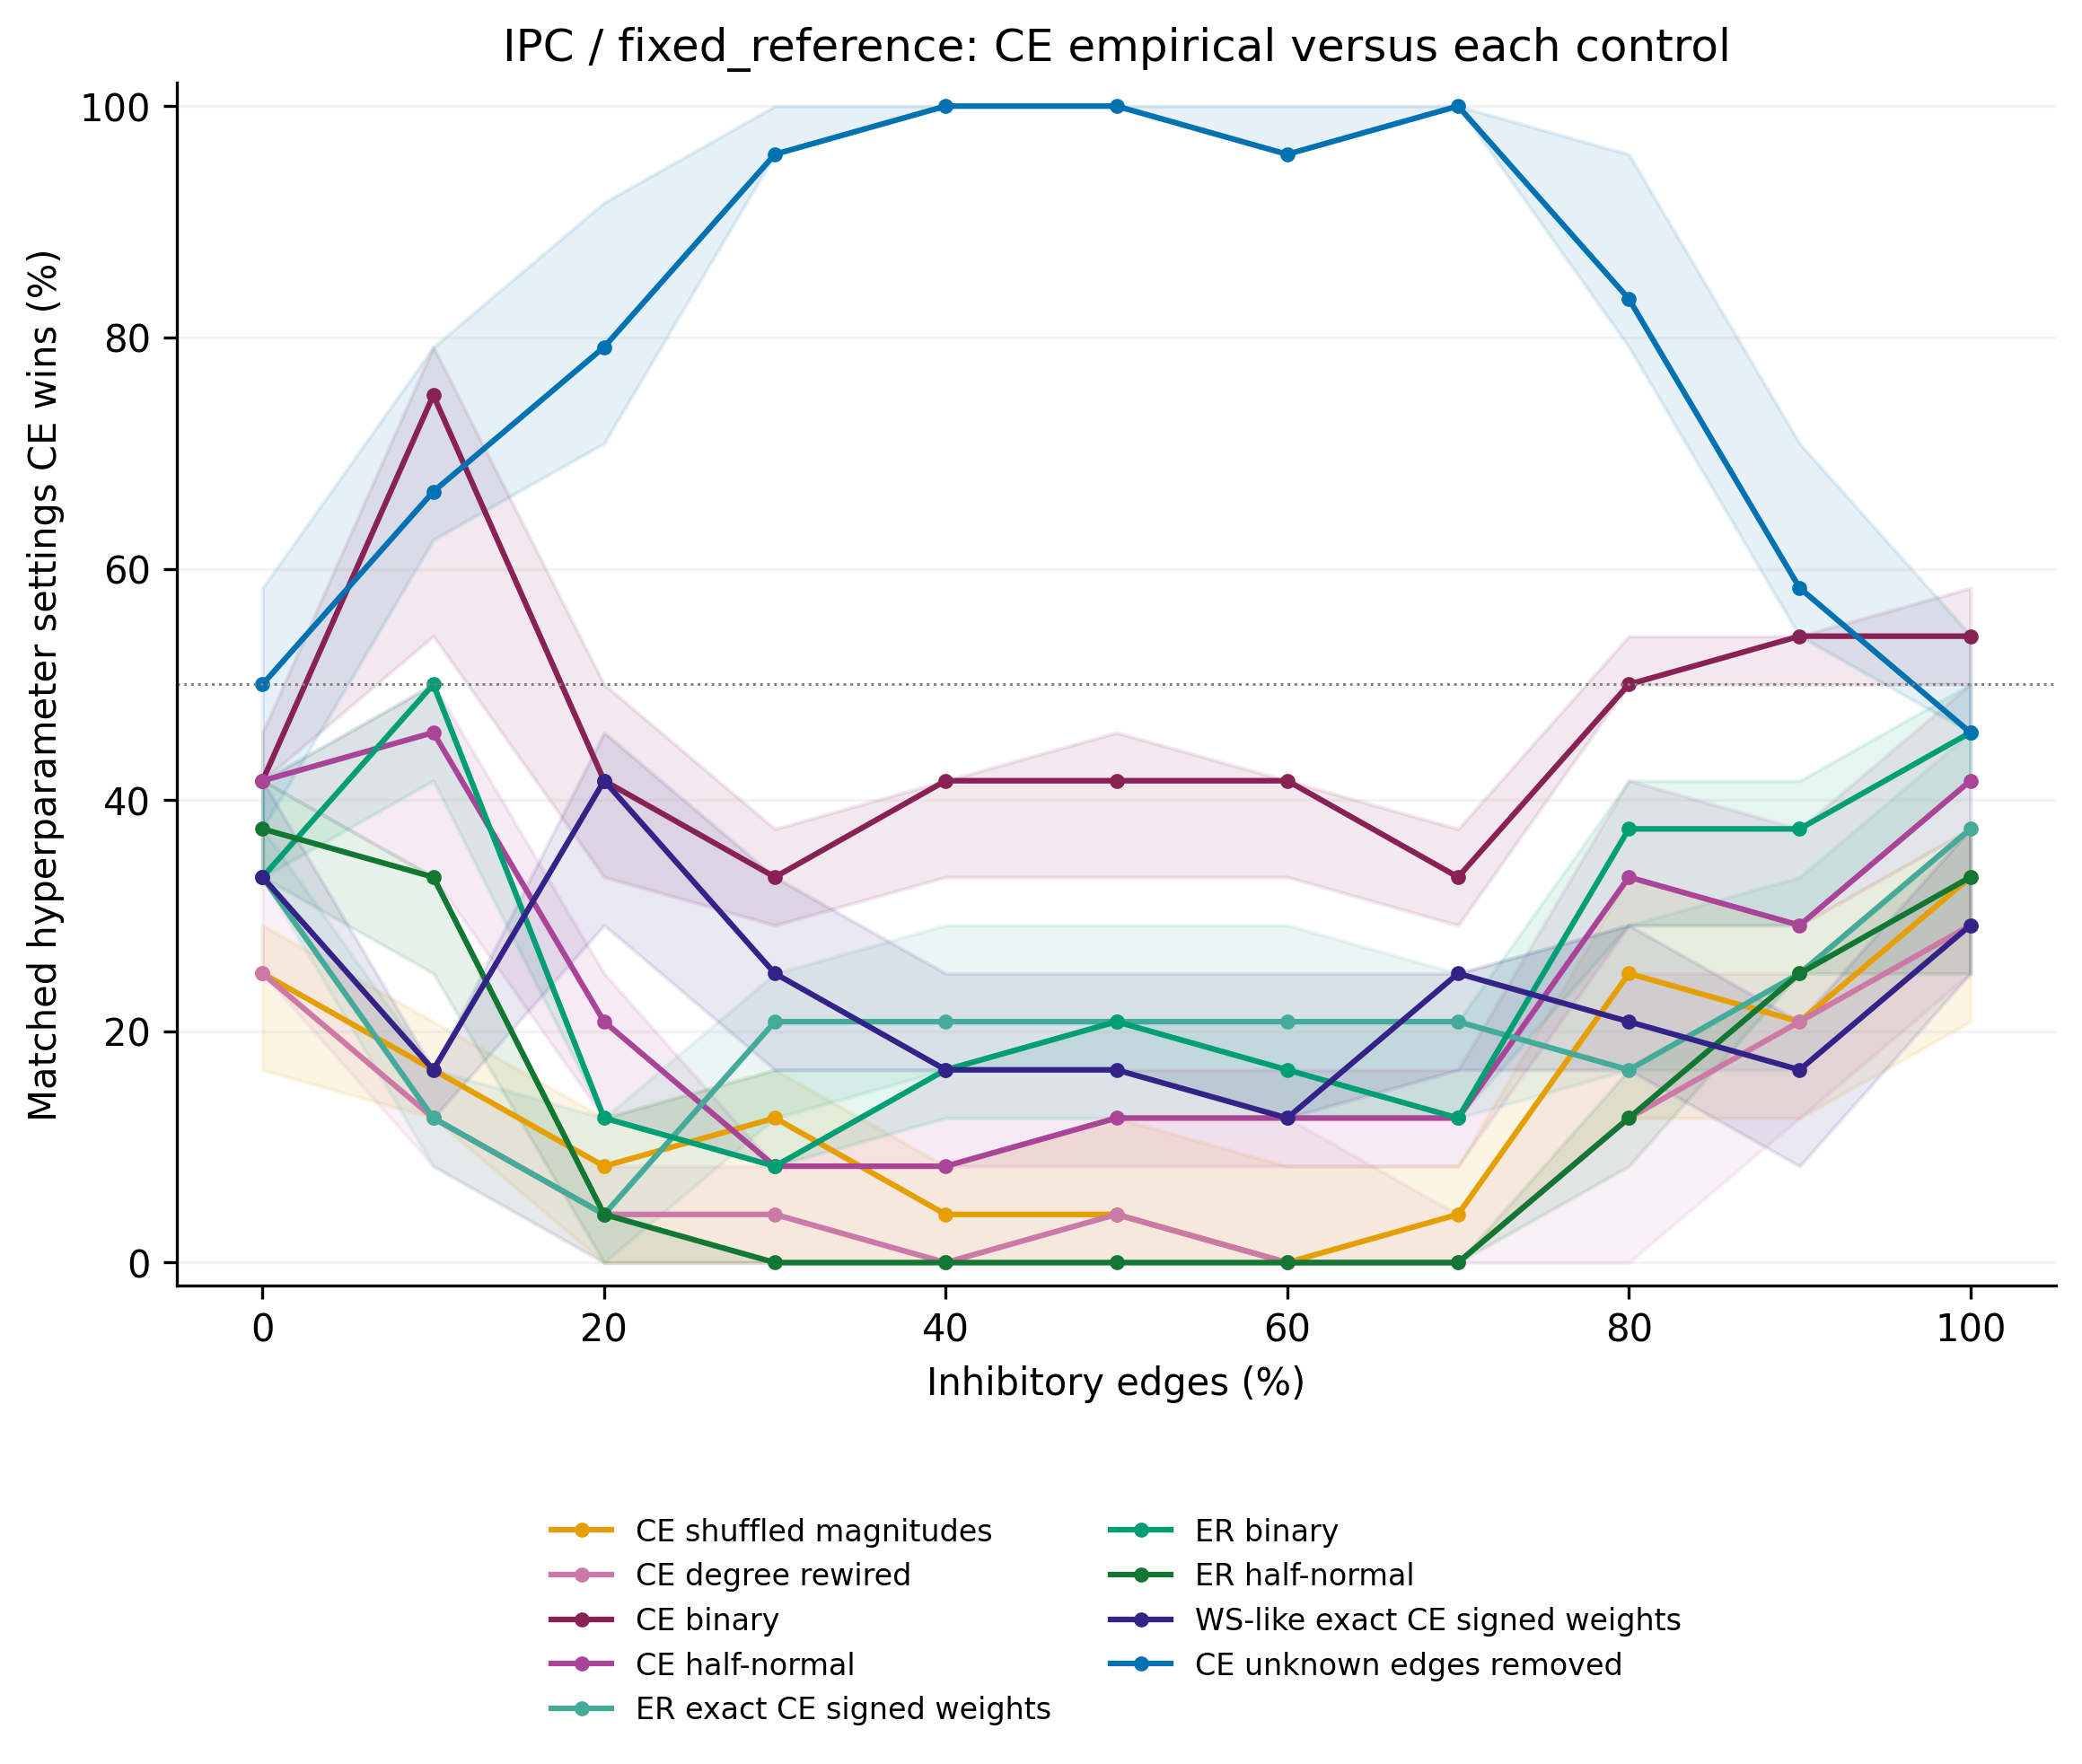 IPC / fixed_reference: CE empirical versus each control
Matched hyperparameter settings CE wins (%)
100
80
60
40
20
0
0
20
40
60
80
100
Inhibitory edges (%)
CE shuffled magnitudes
CE degree rewired
CE binary
CE half-normal
ER exact CE signed weights
ER binary
ER half-normal
WS-like exact CE signed weights
CE unknown edges removed